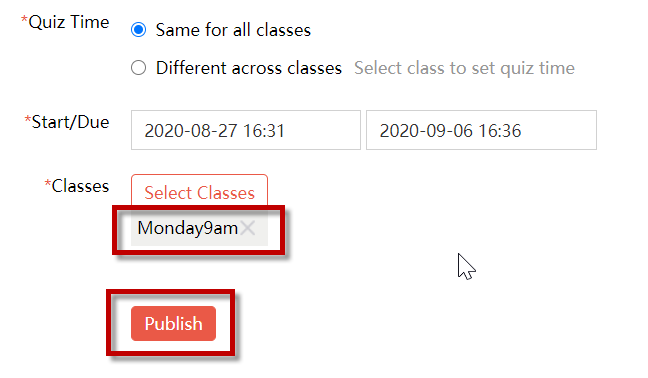 *Quiz Time
Same for all classes
Different across classes Select class to set quiz time
*Start/Due
2020-08-27 16:31
2020-09-06 16:36
*Classes
Select Classes
Monday9am
Publish